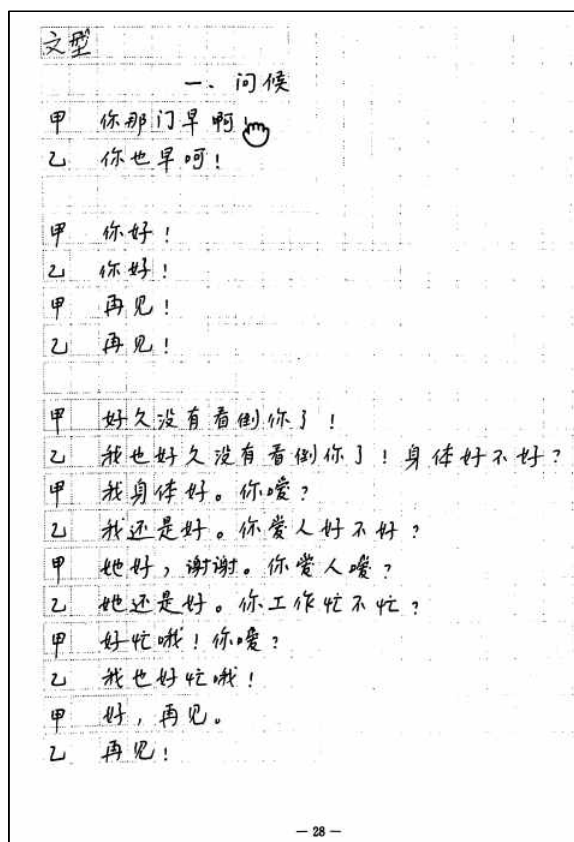 文型
一、问候
甲 你那门早啊!
乙 你也早呵!
甲 你好!
乙 你好!
甲 再见!
乙 再见!
甲 好久没有看倒你了!
乙 我也好久没有看倒你了!身体好不好?
甲 我身体好。你嗳?
乙 我还是好。你爱人好不好?
甲 她好,谢谢。你爱人嗳?
乙 她还是好。你工作忙不忙?
甲 好忙哦!你嗳?
乙 我也好忙哦!
甲 好,再见。
乙 再见!
— 28 —